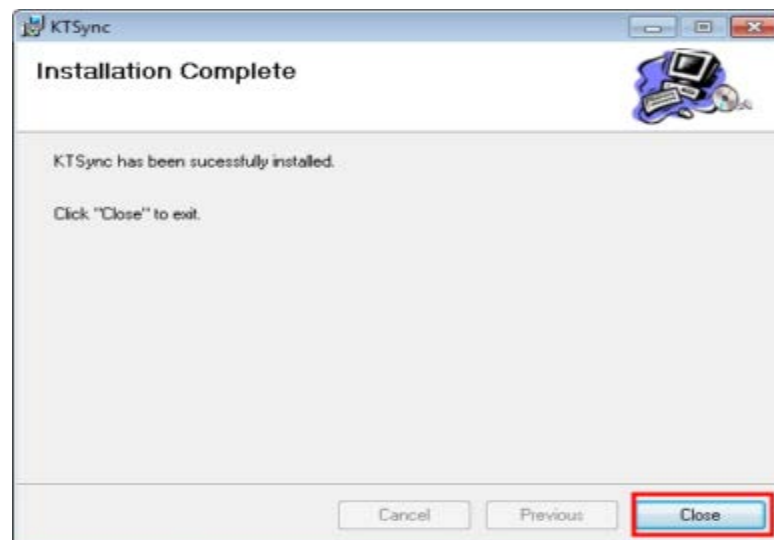 KTSync
Installation Complete
KTSync has been sucessfully installed.
Click "Close" to exit.
Cancel Previous Close